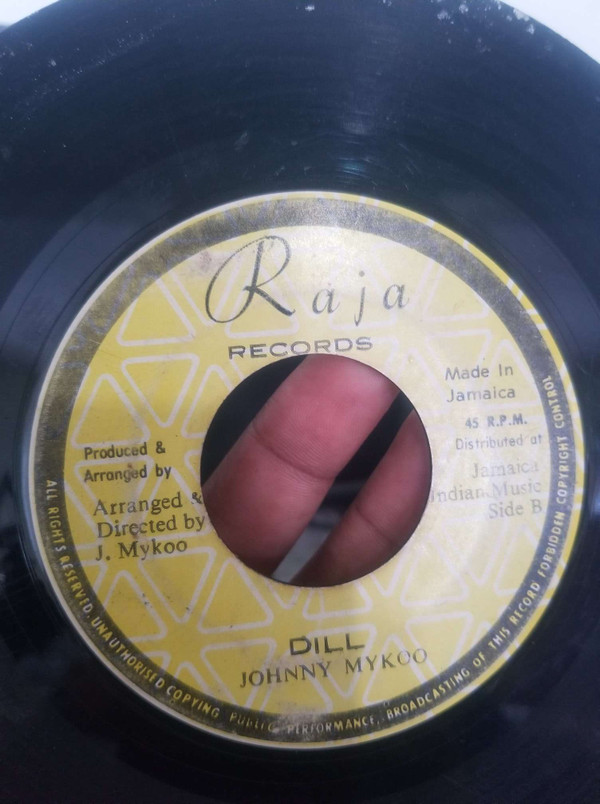 Raja
RECORDS
Made In
Jamaica
45 R.P.M.
Distributed at
Jamaica
Indian Music
Side B
Produced &
Arranged by
Arranged &
Directed by
J. Mykoo
DILL
JOHNNY MYKOO
ALL RIGHTS RESERVED. UNAUTHORISED COPYING PUBLIC PERFORMANCE, BROADCASTING OF THIS RECORD FORBIDDEN COPYRIGHT CONTROL